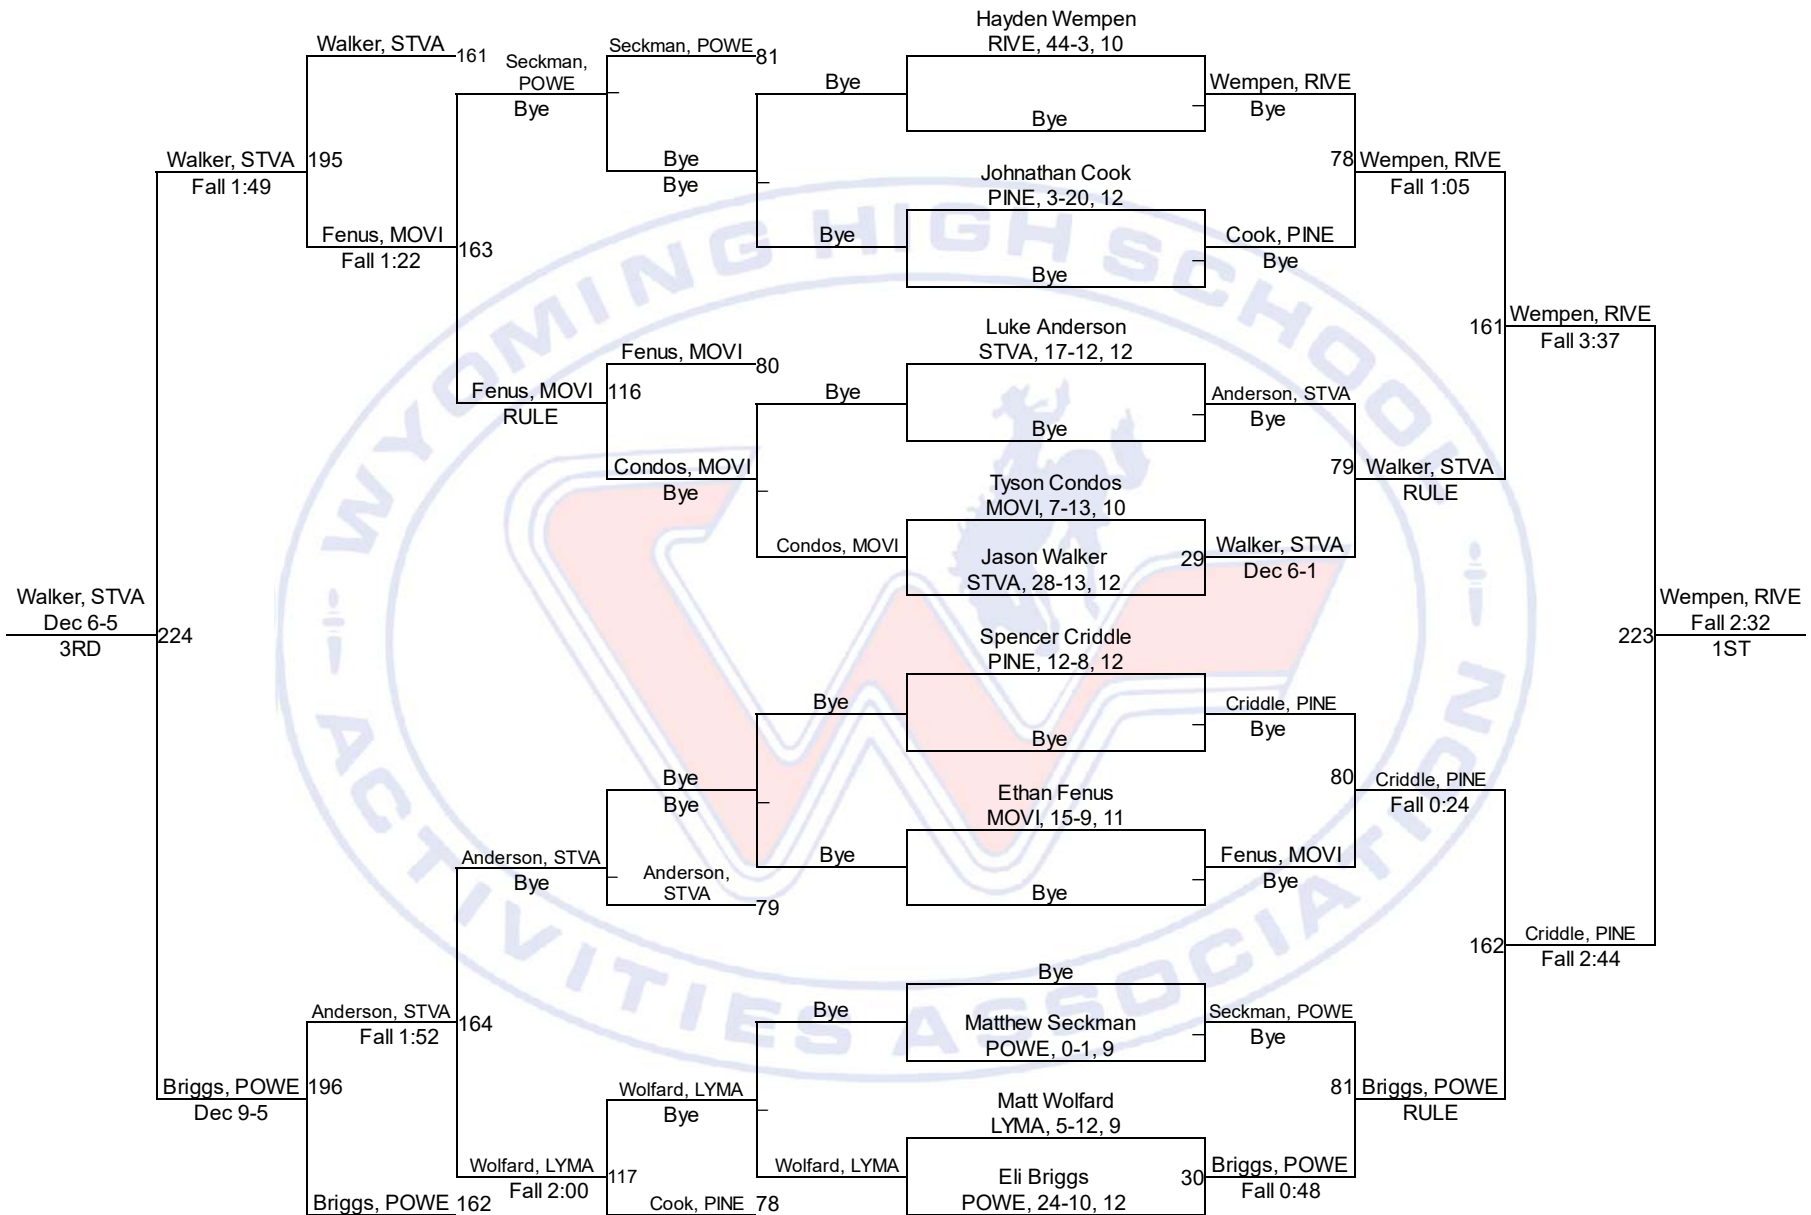 Hayden Wempen
RIVE, 44-3, 10
Bye
Johnathan Cook
PINE, 3-20, 12
Bye
Luke Anderson
STVA, 17-12, 12
Bye
Tyson Condos
MOVI, 7-13, 10
Jason Walker
STVA, 28-13, 12
29
Spencer Criddle
PINE, 12-8, 12
Bye
Ethan Fenus
MOVI, 15-9, 11
Bye
Bye
Matthew Seckman
POWE, 0-1, 9
Matt Wolfard
LYMA, 5-12, 9
Eli Briggs
POWE, 24-10, 12
30
Wempen, RIVE
Bye
Cook, PINE
Bye
Anderson, STVA
Bye
Walker, STVA
Dec 6-1
Criddle, PINE
Bye
Fenus, MOVI
Bye
Seckman, POWE
Bye
Briggs, POWE
Fall 0:48
78 Wempen, RIVE
Fall 1:05
79 Walker, STVA
RULE
80 Criddle, PINE
Fall 0:24
81 Briggs, POWE
RULE
161 Wempen, RIVE
Fall 3:37
162 Criddle, PINE
Fall 2:44
223
Wempen, RIVE
Fall 2:32
1ST
Bye
Bye
Bye
Condos, MOVI
Bye
Bye
Bye
Wolfard, LYMA
Seckman, POWE 81
Bye
Bye
Fenus, MOVI 80
Condos, MOVI
Bye
Bye
Bye
Anderson,
STVA 79
Wolfard, LYMA
Bye
Cook, PINE 78
Seckman,
POWE
Bye
Fenus, MOVI 116
RULE
Anderson, STVA
Bye
Wolfard, LYMA 117
Fall 2:00
Walker, STVA 161
Fenus, MOVI 163
Fall 1:22
Anderson, STVA 164
Fall 1:52
Briggs, POWE 162
Walker, STVA 195
Fall 1:49
Briggs, POWE 196
Dec 9-5
Walker, STVA
Dec 6-5
3RD
224
WYOMING HIGH SCHOOL
ACTIVITIES ASSOCIATION